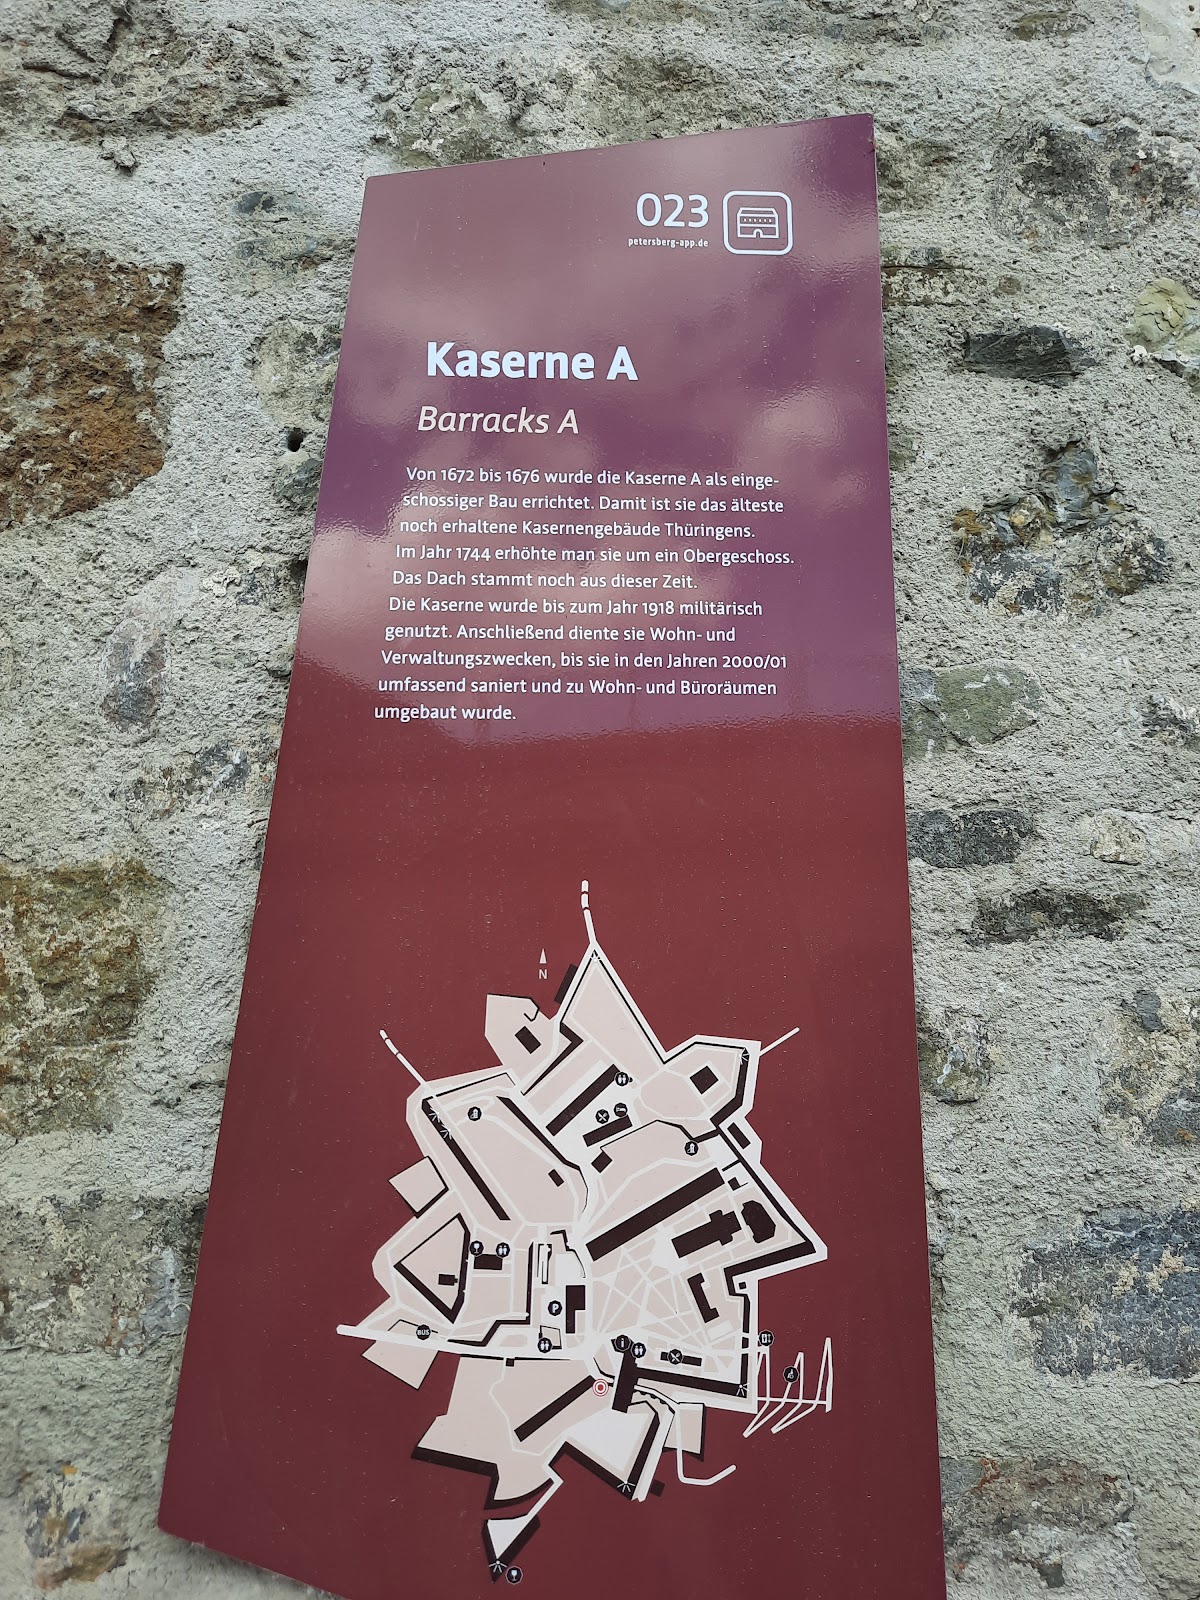 023
petersberg-app.de
Kaserne A
Barracks A
Von 1672 bis 1676 wurde die Kaserne A als einge-
schossiger Bau errichtet. Damit ist sie das älteste
noch erhaltene Kasernengebäude Thüringens.
Im Jahr 1744 erhöhte man sie um ein Obergeschoss.
Das Dach stammt noch aus dieser Zeit.
Die Kaserne wurde bis zum Jahr 1918 militärisch
genutzt. Anschließend diente sie Wohn- und
Verwaltungszwecken, bis sie in den Jahren 2000/01
umfassend saniert und zu Wohn- und Büroräumen
umgebaut wurde.
N
P
BUS
i